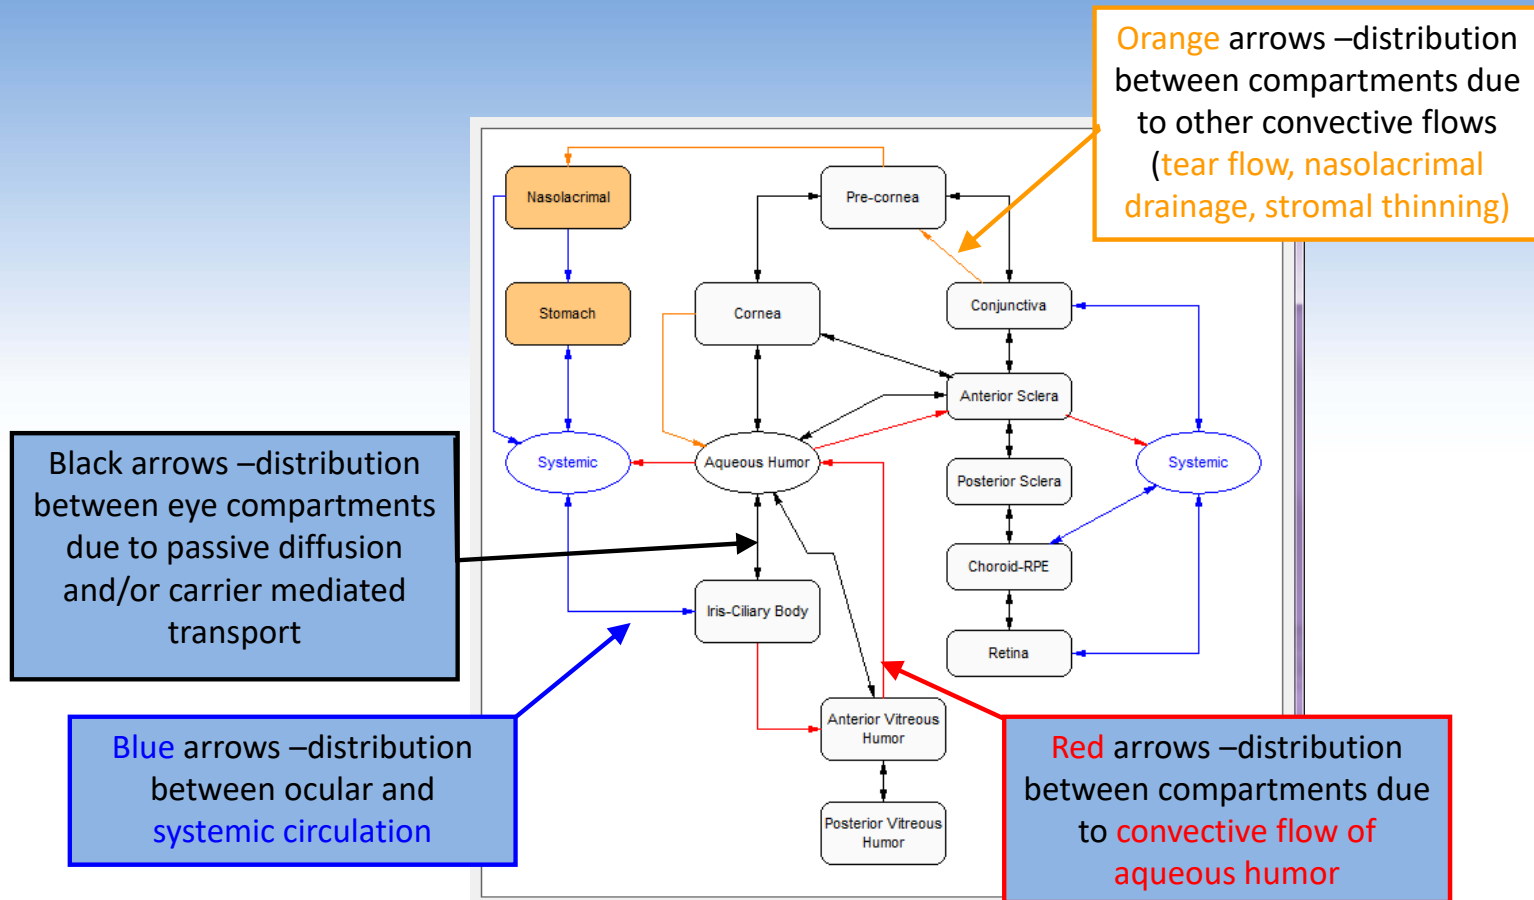 Orange arrows –distribution
between compartments due
to other convective flows
(tear flow, nasolacrimal
drainage, stromal thinning)
Nasolacrimal
Pre-cornea
Stomach
Cornea
Conjunctiva
Anterior Sclera
Black arrows –distribution
between eye compartments
due to passive diffusion
and/or carrier mediated
transport
Systemic
Aqueous Humor
Posterior Sclera
Systemic
Choroid-RPE
Iris-Ciliary Body
Retina
Blue arrows –distribution
between ocular and
systemic circulation
Anterior Vitreous
Humor
Posterior Vitreous
Humor
Red arrows –distribution
between compartments due
to convective flow of
aqueous humor